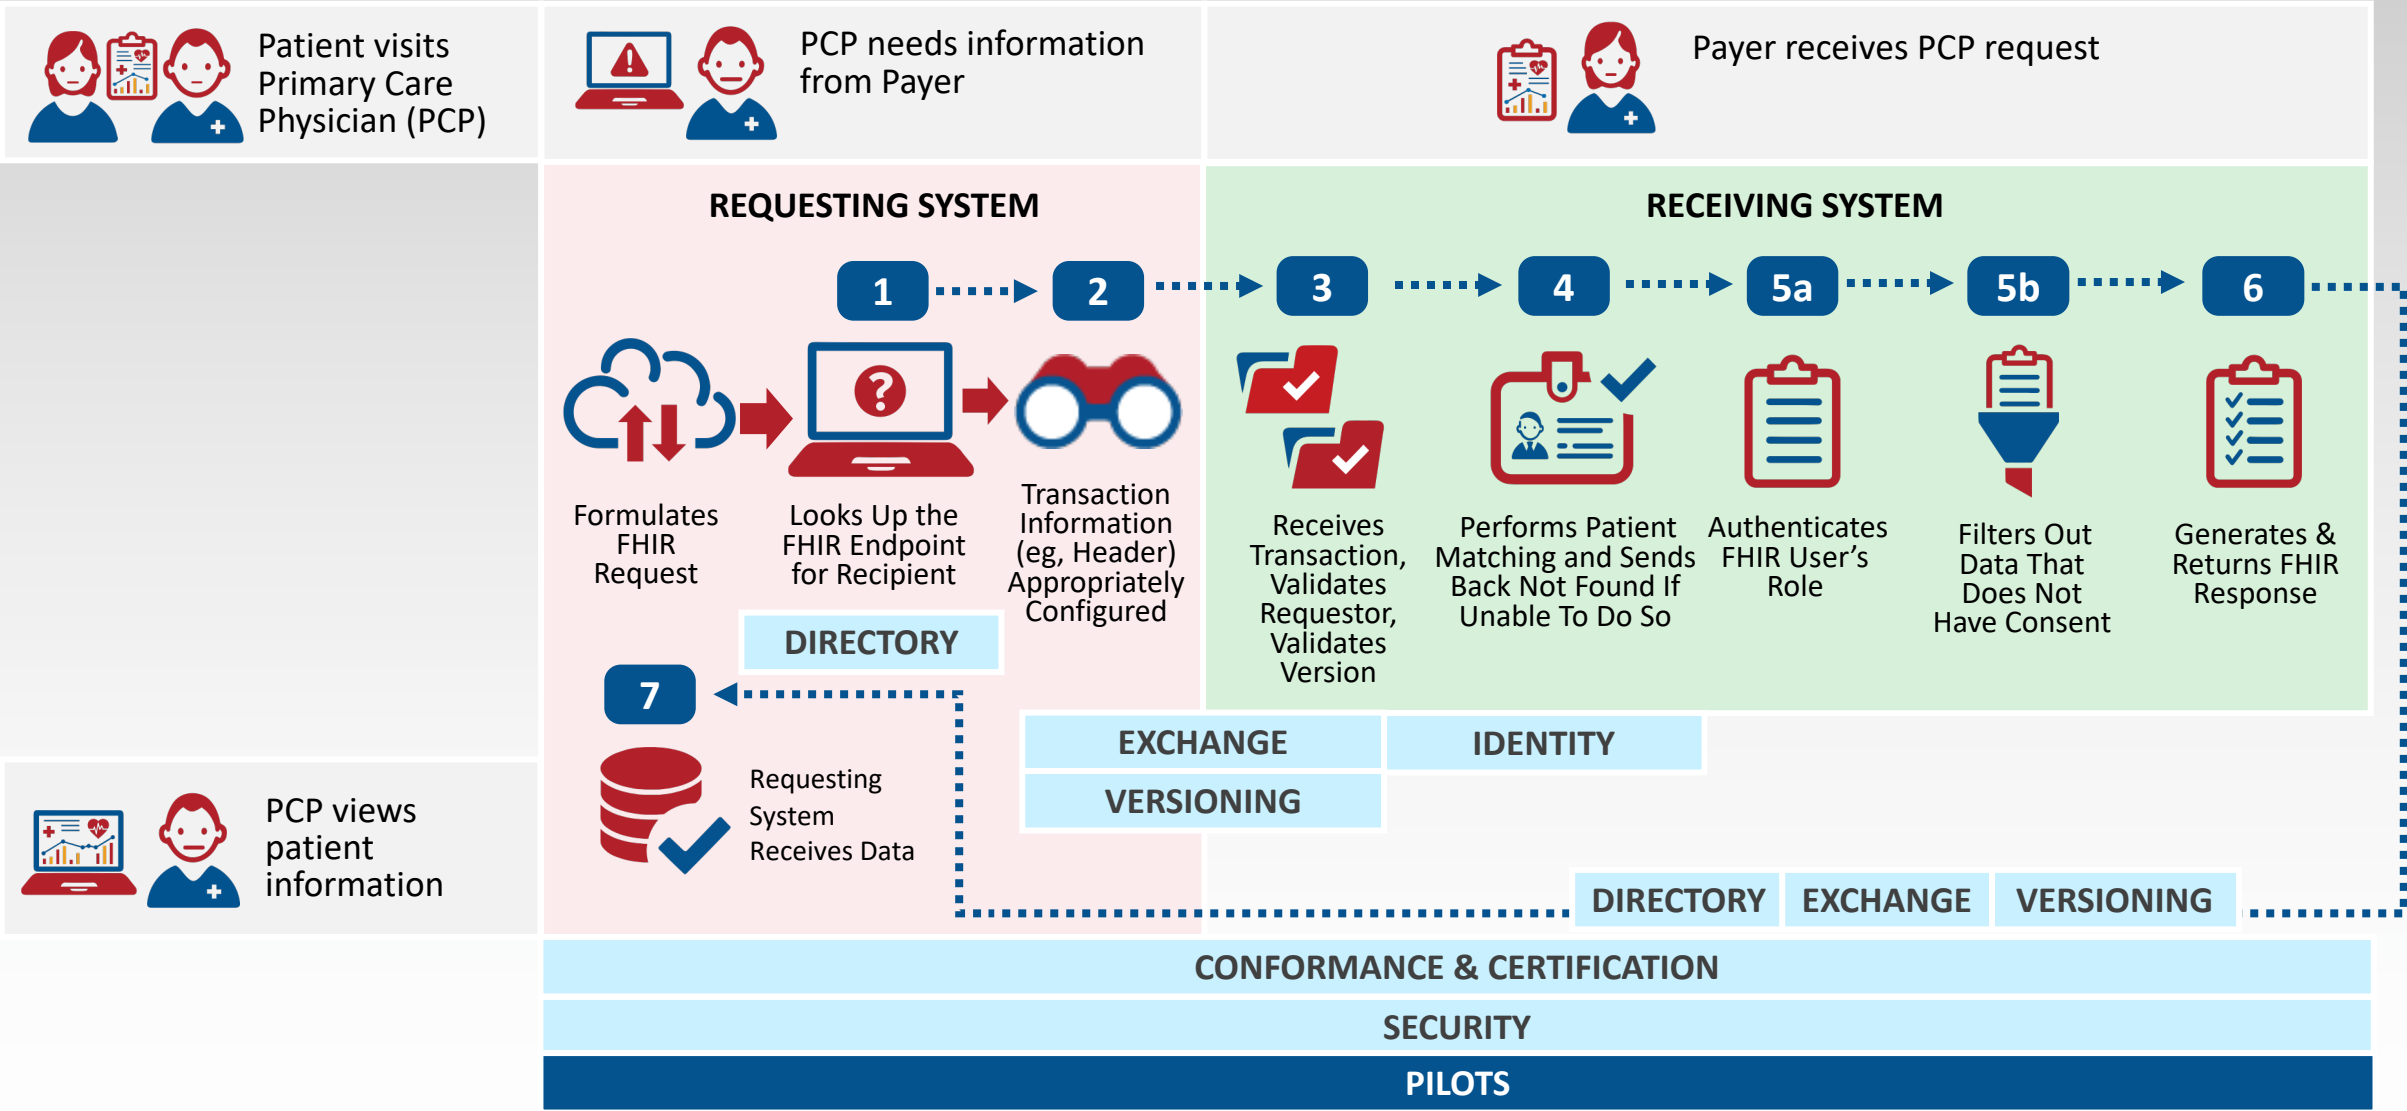 Patient visits
Primary Care
Physician (PCP)
PCP needs information
from Payer
Payer receives PCP request
REQUESTING SYSTEM
RECEIVING SYSTEM
1
2
3
4
5a
5b
6
Formulates
FHIR
Request
Looks Up the
FHIR Endpoint
for Recipient
Transaction
Information
(eg, Header)
Appropriately
Configured
Receives
Transaction,
Validates
Requestor,
Validates
Version
Performs Patient
Matching and Sends
Back Not Found If
Unable To Do So
Authenticates
FHIR User’s
Role
Filters Out
Data That
Does Not
Have Consent
Generates &
Returns FHIR
Response
DIRECTORY
7
EXCHANGE
IDENTITY
VERSIONING
Requesting
System
Receives Data
PCP views
patient
information
DIRECTORY
EXCHANGE
VERSIONING
CONFORMANCE & CERTIFICATION
SECURITY
PILOTS